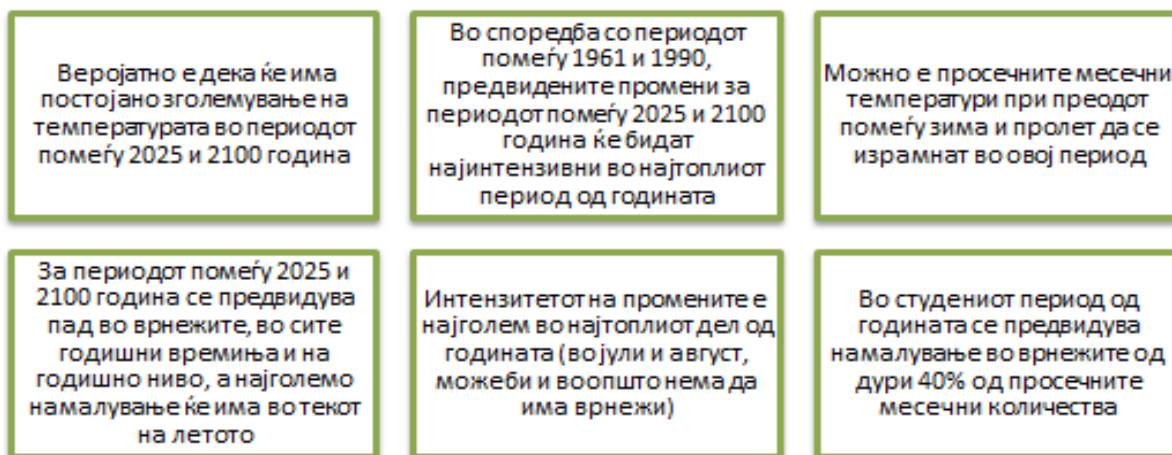 Веројатно е дека ќе има
постојано зголемување на
температурата во периодот
помеѓу 2025 и 2100 година
Во споредба со периодот
помеѓу 1961 и 1990,
предвидените промени за
периодот помеѓу 2025 и 2100
година ќе бидат
најинтензивни во најтоплиот
период од годината
Можно е просечните месечни
температури при преодот
помеѓу зима и пролет да се
израмнат во овој период
За периодот помеѓу 2025 и
2100 година се предвидува
пад во врнежите, во сите
годишни времиња и на
годишно ниво, а најголемо
намалување ќе има во текот
на летото
Интензитетот на промените е
најголем во најтоплиот дел од
годината (во јули и август,
можеби и воопшто нема да
има врнежи)
Во студениот период од
годината се предвидува
намалување во врнежите од
дури 40% од просечните
месечни количества